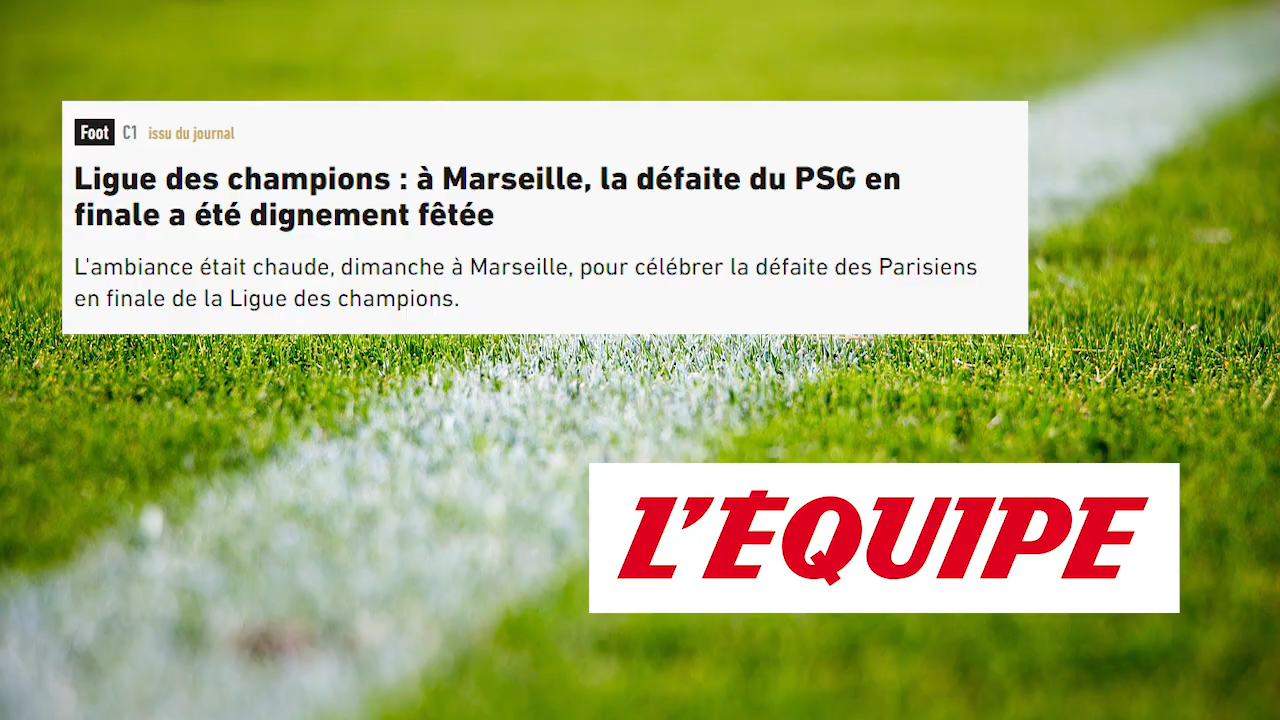 Foot C1 issu du journal
Ligue des champions : à Marseille, la défaite du PSG en
finale a été dignement fêtée
L'ambiance était chaude, dimanche à Marseille, pour célébrer la défaite des Parisiens
en finale de la Ligue des champions.
L'ÉQUIPE